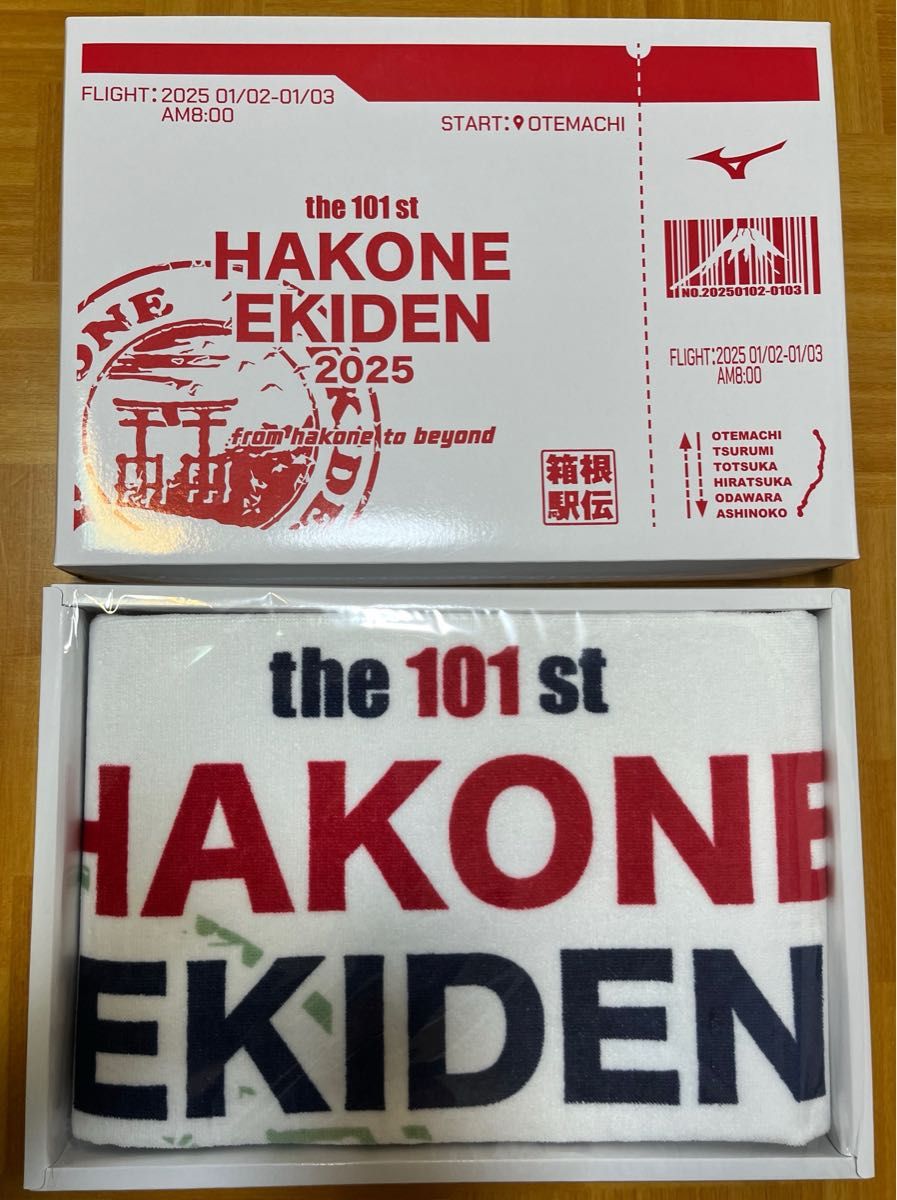 FLIGHT: 2025 01/02-01/03
AM8:00
START: OTEMACHI
the 101 st
HAKONE
EKIDEN
2025
from hakone to beyond
箱根
駅伝
NO.20250102-0103
FLIGHT:2025 01/02-01/03
AM8:00
OTEMACHI
TSURUMI
TOTSUKA
HIRATSUKA
ODAWARA
ASHINOKO
the 101 st
HAKONE
EKIDEN